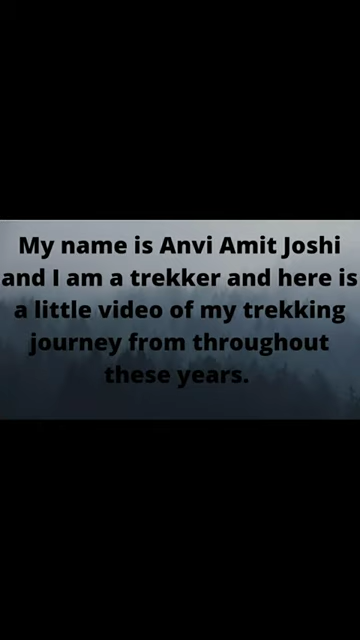 My name is Anvi Amit Joshi
and I am a trekker and here is
a little video of my trekking
journey from throughout
these years.